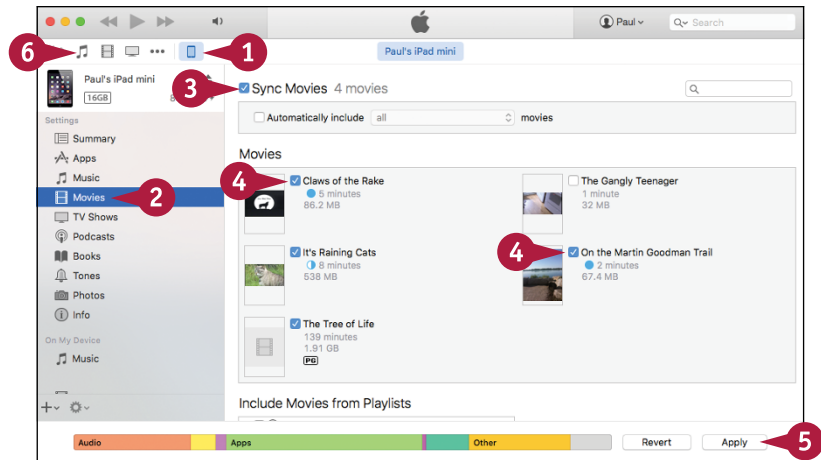 Paul
Search
6
1
Paul's iPad mini
Paul's iPad mini
16GB
3
Sync Movies 4 movies
Automatically include all movies
Settings
Summary
Apps
Music
Movies
2
TV Shows
Podcasts
Books
Tones
Photos
Info
On My Device
Music
Movies
4
Claws of the Rake
5 minutes
86.2 MB
The Gangly Teenager
1 minute
32 MB
It's Raining Cats
8 minutes
538 MB
4
On the Martin Goodman Trail
2 minutes
67.4 MB
The Tree of Life
139 minutes
1.91 GB
PG
Include Movies from Playlists
Audio
Apps
Other
Revert
Apply
5